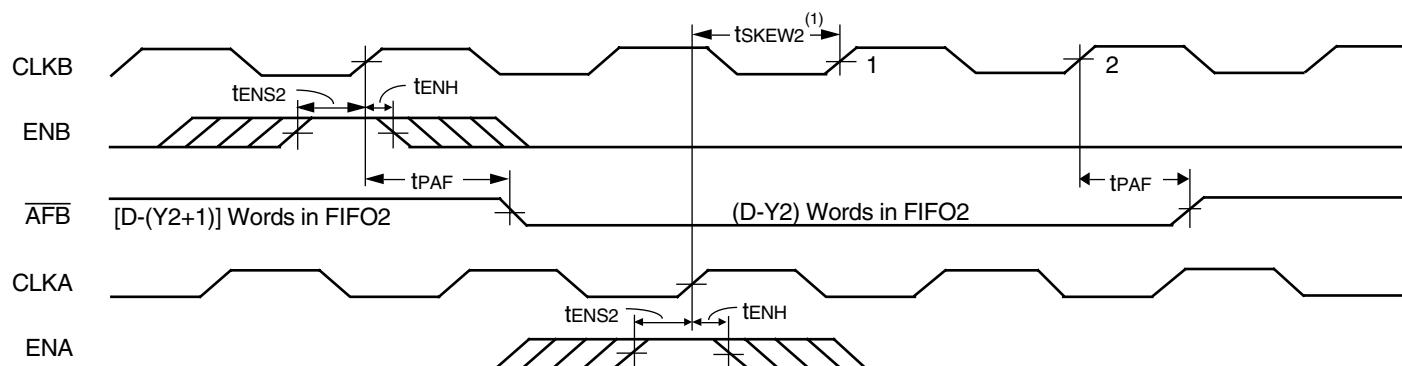 tSKEW2(1)
CLKB
1
2
tENS2
tENH
ENB
tPAF
tPAF
AFB
[D-(Y2+1)] Words in FIFO2
(D-Y2) Words in FIFO2
CLKA
tENS2
tENH
ENA